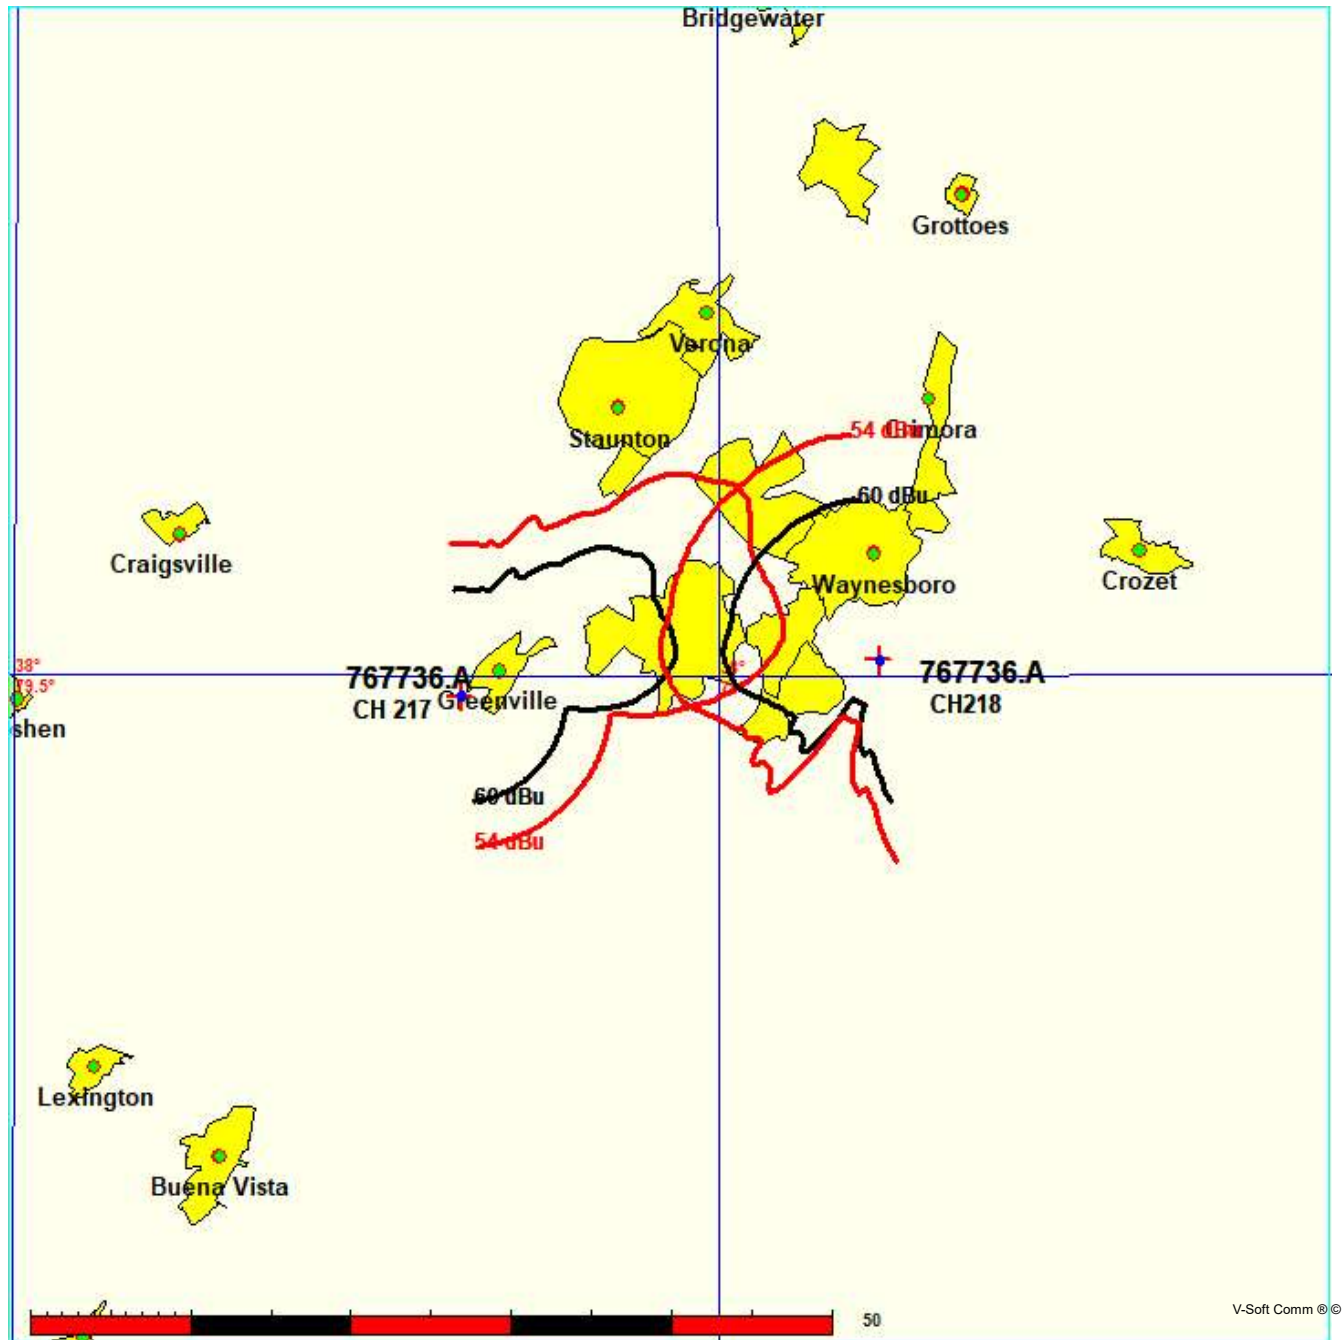 Bridgewater
Grottoes
Verona
Staunton
54 dBu
Crimora
60 dBu
Craigsville
Waynesboro
Crozet
38°
79.5°
767736.A
CH 217
Greenville
767736.A
CH218
shen
60 dBu
54 dBu
Lexington
Buena Vista
50
V-Soft Comm ® ©